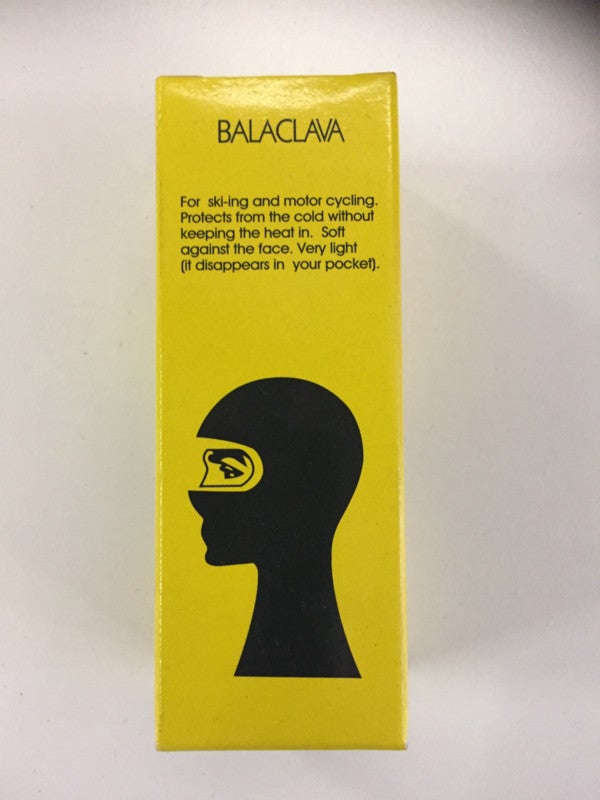 BALACLAVA
For  ski-ing and motor cycling.
Protects from the cold without
keeping the heat in.  Soft
against the face. Very light
(it disappears in  your pocket).